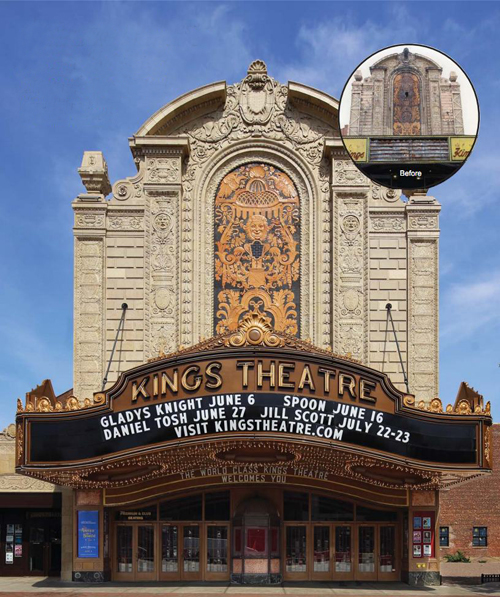 Before
KINGS THEATRE
GLADYS KNIGHT JUNE 6 SPOON JUNE 16
DANIEL TOSH JUNE 27 JILL SCOTT JULY 22-23
VISIT KINGSTHEATRE.COM
THE WORLD CLASS KINGS THEATRE
WELCOMES YOU